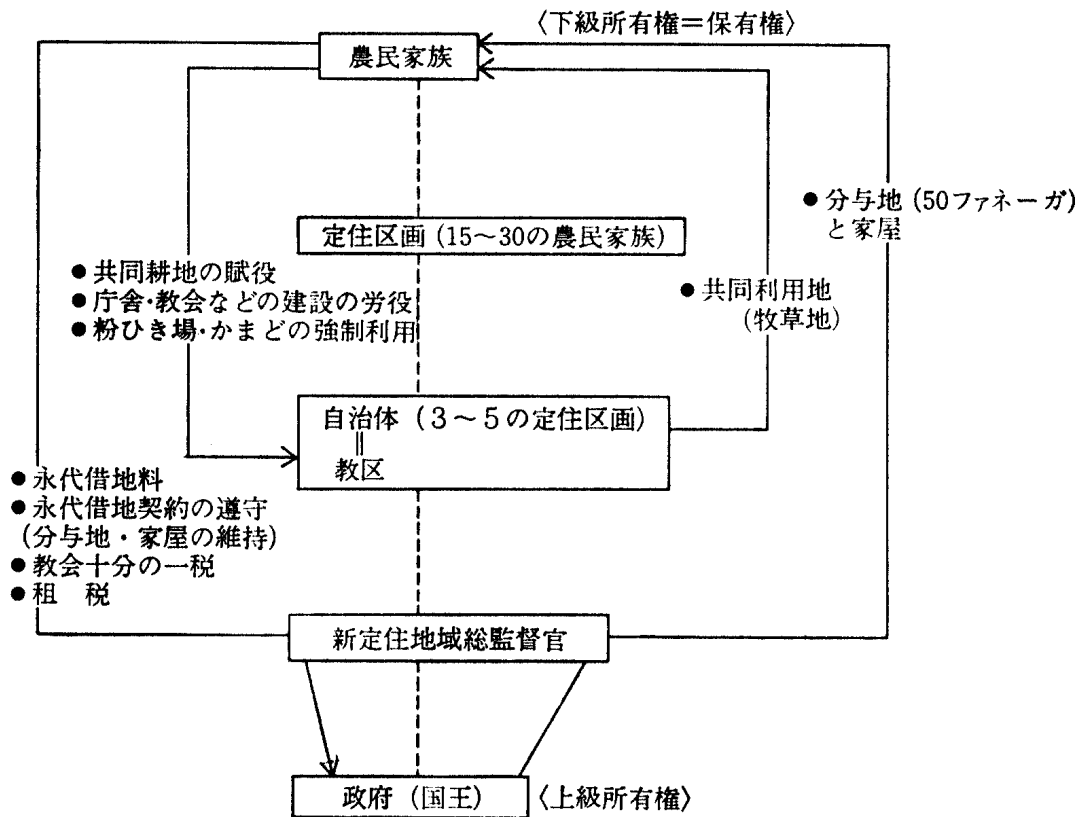 〈下級所有権＝保有権〉
農民家族
●分与地(50ファネーガ)
と家屋
定住区画(15〜30の農民家族)
●共同耕地の賦役
●庁舎・教会などの建設の労役
●粉ひき場・かまどの強制利用
●共同利用地
(牧草地)
自治体(3〜5の定住区画)
||
教区
●永代借地料
●永代借地契約の遵守
(分与地・家屋の維持)
●教会十分の一税
●租　税
新定住地域総監督官
政府(国王)
〈上級所有権〉